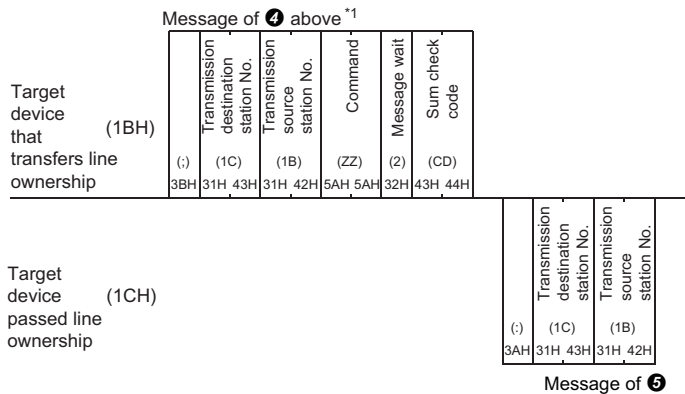 Message of ❹ above *1
Target
device
that (1BH)
transfers line
ownership
Transmission
destination
station No.
Transmission
source
station No.
Command
Message wait
Sum check
code
(;) (1C) (1B) (ZZ) (2) (CD)
3BH 31H 43H 31H 42H 5AH 5AH 32H 43H 44H
Target
device (1CH)
passed line
ownership
Transmission
destination
station No.
Transmission
source
station No.
(:) (1C) (1B)
3AH 31H 43H 31H 42H
Message of ❺